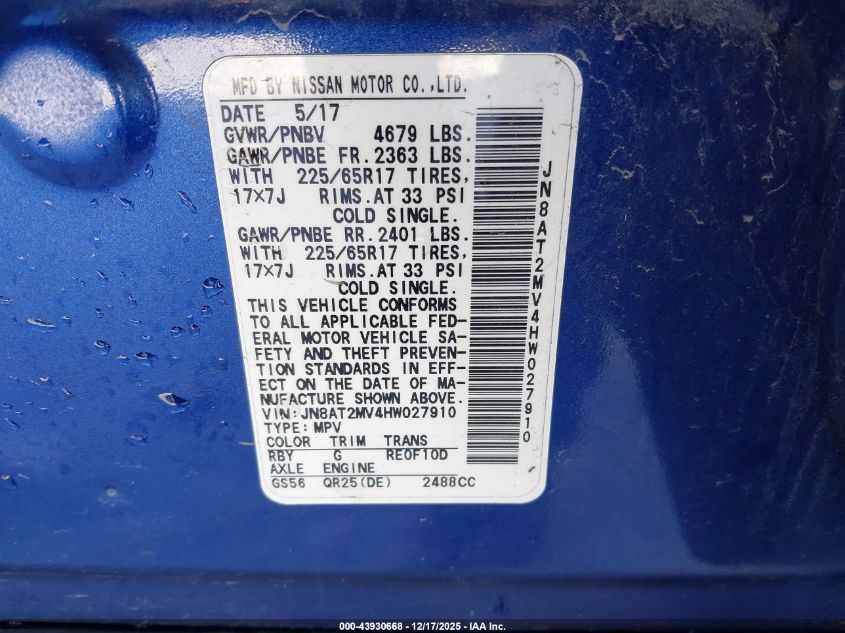 MFD BY NISSAN MOTOR CO.,LTD.
DATE 5/17
GVWR/PNBV 4679 LBS.
GAWR/PNBE FR. 2363 LBS.
WITH 225/65R17 TIRES,
17×7J RIMS.AT 33 PSI
COLD SINGLE.
GAWR/PNBE RR. 2401 LBS.
WITH 225/65R17 TIRES,
17×7J RIMS.AT 33 PSI
COLD SINGLE.
THIS VEHICLE CONFORMS
TO ALL APPLICABLE FED-
ERAL MOTOR VEHICLE SA-
FETY AND THEFT PREVEN-
TION STANDARDS IN EFF-
ECT ON THE DATE OF MA-
NUFACTURE SHOWN ABOVE.
VIN: JN8AT2MV4HW027910
TYPE: MPV
COLOR TRIM TRANS
RBY G RE0F10D
AXLE ENGINE
GS56 QR25(DE) 2488CC
JN8AT2MV4HW027910
000-43930668 - 12/17/2025 - IAA Inc.